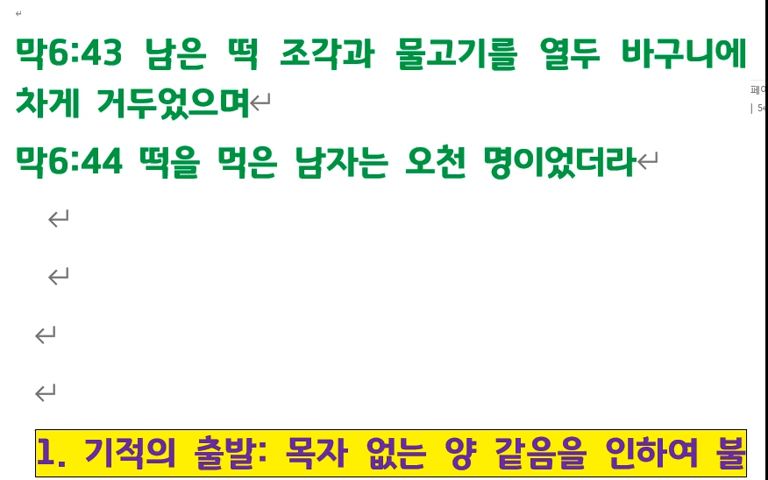 막6:43 남은 떡 조각과 물고기를 열두 바구니에
차게 거두었으며
막6:44 떡을 먹은 남자는 오천 명이었더라
1. 기적의 출발: 목자 없는 양 같음을 인하여 불